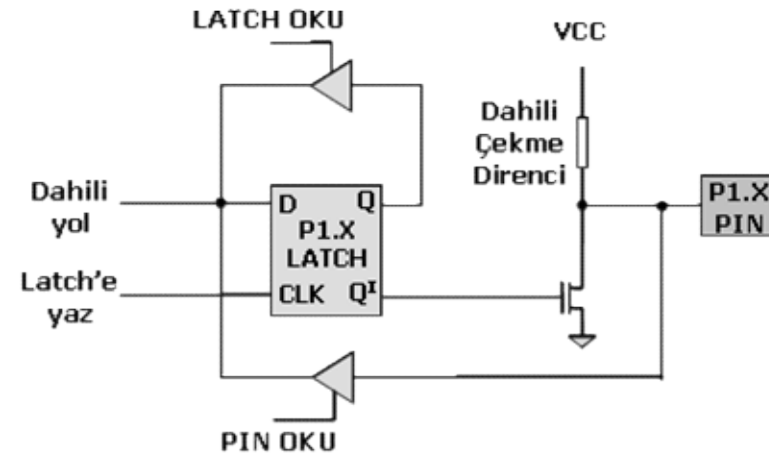 LATCH OKU
VCC
Dahili
Çekme
Direnci
Dahili
yol
D Q
P1.X
LATCH
CLK Qᴵ
P1.X
PIN
Latch'e
yaz
PIN OKU